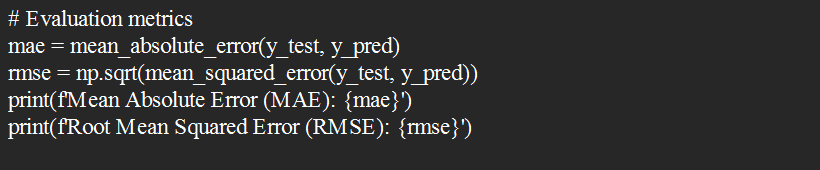 # Evaluation metrics
mae = mean_absolute_error(y_test, y_pred)
rmse = np.sqrt(mean_squared_error(y_test, y_pred))
print(f'Mean Absolute Error (MAE): {mae}')
print(f'Root Mean Squared Error (RMSE): {rmse}')